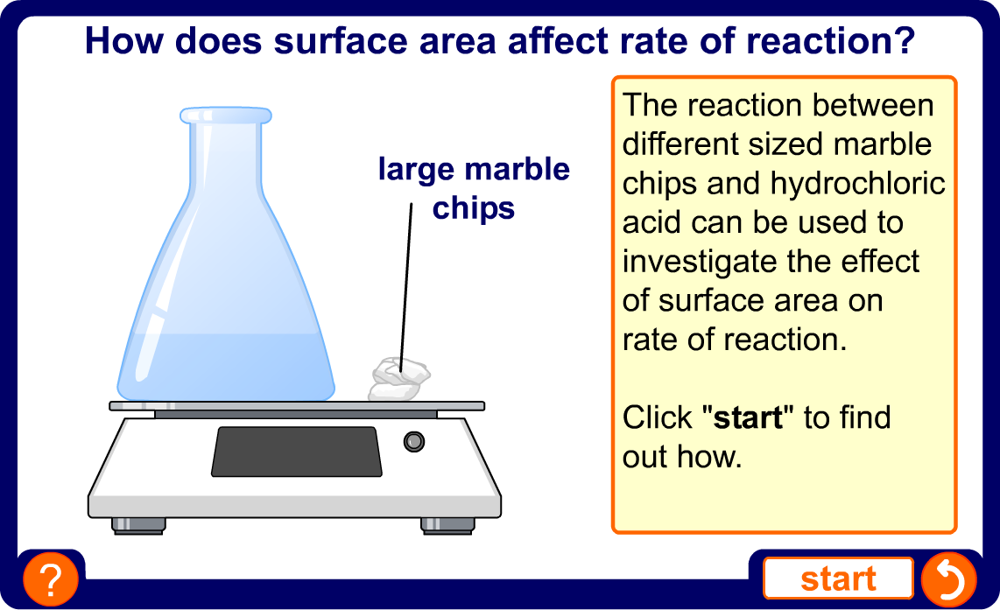 How does surface area affect rate of reaction?
large marble
chips
The reaction between
different sized marble
chips and hydrochloric
acid can be used to
investigate the effect
of surface area on
rate of reaction.
Click "start" to find
out how.
?
start